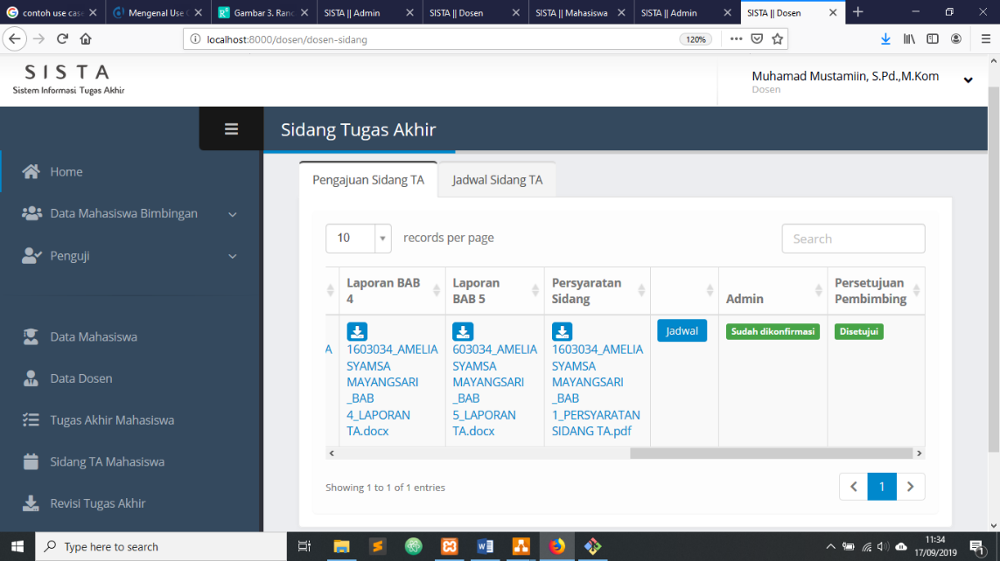 contoh use case
Mengenal Use C
Gambar 3. Ranc
SISTA || Admin
SISTA || Dosen
SISTA || Mahasiswa
SISTA || Admin
SISTA || Dosen
localhost:8000/dosen/dosen-sidang
120%
SISTA
Sistem Informasi Tugas Akhir
Muhamad Mustamiin, S.Pd.,M.Kom
Dosen
Sidang Tugas Akhir
Home
Data Mahasiswa Bimbingan
Penguji
Data Mahasiswa
Data Dosen
Tugas Akhir Mahasiswa
Sidang TA Mahasiswa
Revisi Tugas Akhir
Pengajuan Sidang TA
Jadwal Sidang TA
10
records per page
Search
Laporan BAB
4
Laporan
BAB 5
Persyaratan
Sidang
Admin
Persetujuan
Pembimbing
A
1603034_AMELIA
SYAMSA
MAYANGSARI
_BAB
4_LAPORAN
TA.docx
603034_AMELIA
SYAMSA
MAYANGSARI
_BAB
5_LAPORAN
TA.docx
1603034_AMELIA
SYAMSA
MAYANGSARI
_BAB
1_PERSYARATAN
SIDANG TA.pdf
Jadwal
Sudah dikonfirmasi
Disetujui
Showing 1 to 1 of 1 entries
1
Type here to search
11:34
17/09/2019
1